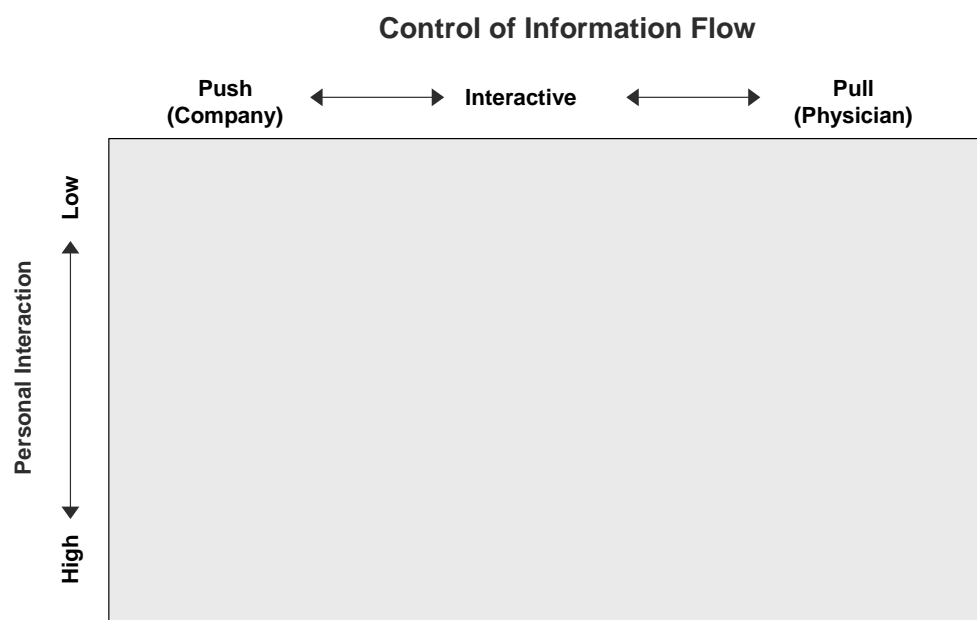 Control of Information Flow
Push
(Company)
Interactive
Pull
(Physician)
Low
Personal Interaction
High